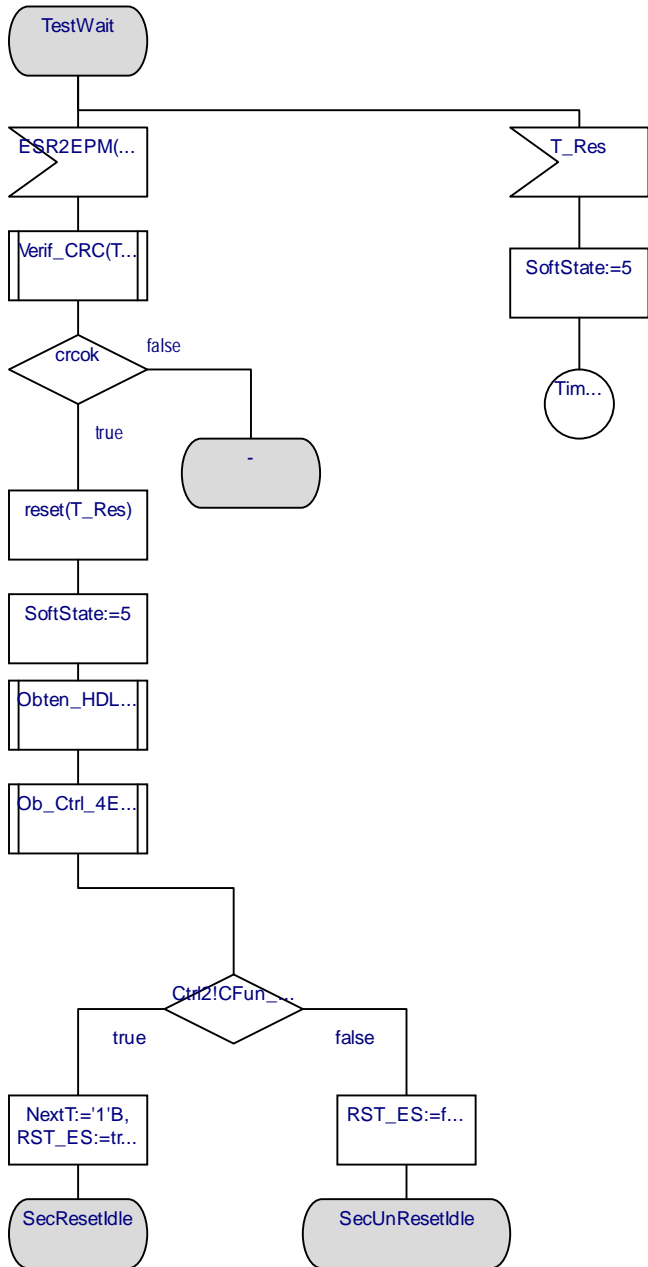 TestWait
ESR2EPM(...
T_Res
Verif_CRC(T...
SoftState:=5
crcok
false
Tim...
true
-
reset(T_Res)
SoftState:=5
Obten_HDL...
Ob_Ctrl_4E...
Ctrl2!CFun_...
true
false
NextT:='1'B,
RST_ES:=tr...
RST_ES:=f...
SecResetIdle
SecUnResetIdle